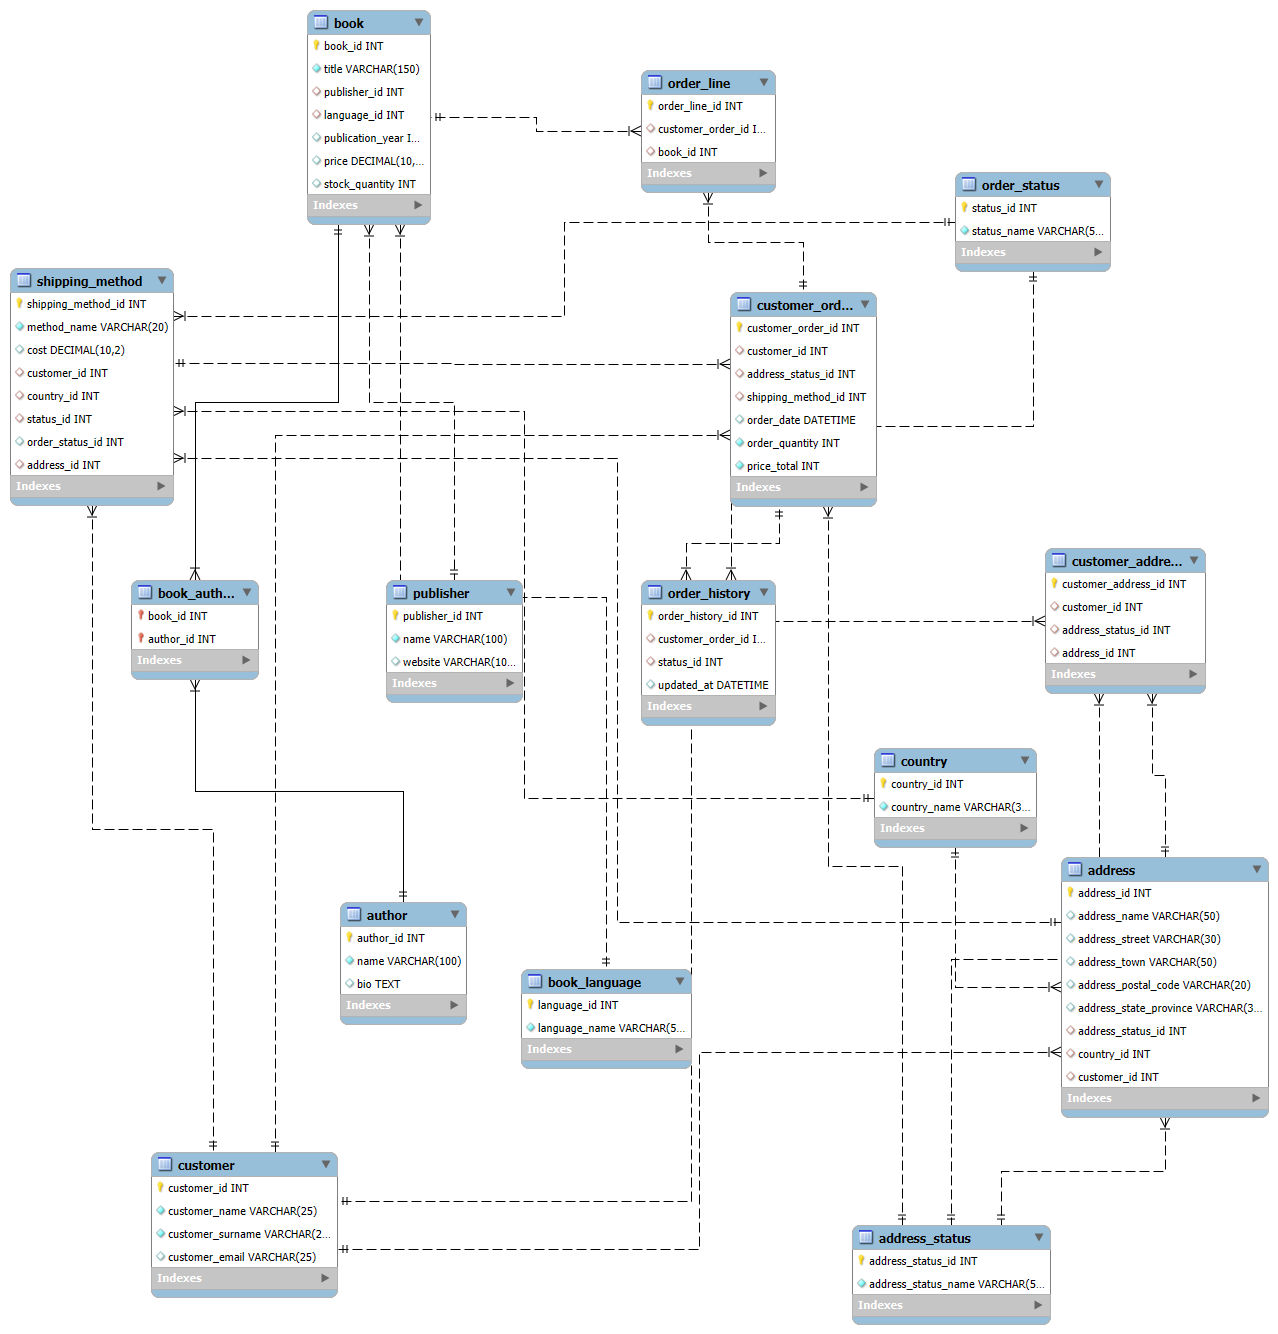 book
book_id INT
title VARCHAR(150)
publisher_id INT
language_id INT
publication_year I...
price DECIMAL(10,...
stock_quantity INT
Indexes
order_line
order_line_id INT
customer_order_id I...
book_id INT
Indexes
order_status
status_id INT
status_name VARCHAR(5...
Indexes
shipping_method
shipping_method_id INT
method_name VARCHAR(20)
cost DECIMAL(10,2)
customer_id INT
country_id INT
status_id INT
order_status_id INT
address_id INT
Indexes
customer_ord...
customer_order_id INT
customer_id INT
address_status_id INT
shipping_method_id INT
order_date DATETIME
order_quantity INT
price_total INT
Indexes
book_auth...
book_id INT
author_id INT
Indexes
publisher
publisher_id INT
name VARCHAR(100)
website VARCHAR(10...
Indexes
order_history
order_history_id INT
customer_order_id I...
status_id INT
updated_at DATETIME
Indexes
customer_addre...
customer_address_id INT
customer_id INT
address_status_id INT
address_id INT
Indexes
country
country_id INT
country_name VARCHAR(3...
Indexes
address
address_id INT
address_name VARCHAR(50)
address_street VARCHAR(30)
address_town VARCHAR(50)
address_postal_code VARCHAR(20)
address_state_province VARCHAR(3...
address_status_id INT
country_id INT
customer_id INT
Indexes
author
author_id INT
name VARCHAR(100)
bio TEXT
Indexes
book_language
language_id INT
language_name VARCHAR(5...
Indexes
customer
customer_id INT
customer_name VARCHAR(25)
customer_surname VARCHAR(2...
customer_email VARCHAR(25)
Indexes
address_status
address_status_id INT
address_status_name VARCHAR(5...
Indexes